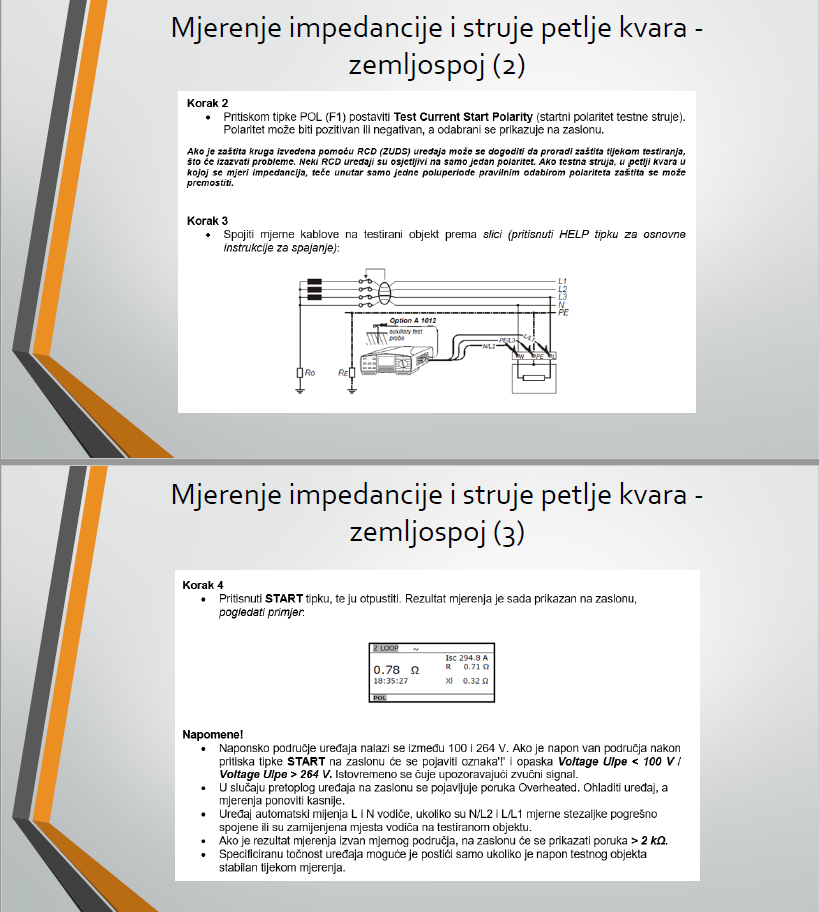 Mjerenje impedancije i struje petlje kvara -
zemljospoj (2)
Korak 2
• Pritiskom tipke POL (F1) postaviti Test Current Start Polarity (startni polaritet testne struje).
Polaritet može biti pozitivan ili negativan, a odabrani se prikazuje na zaslonu.
Ako je zaštita kruga izvedena pomoću RCD (ZUDS) uređaja može se dogoditi da proradi zaštita tijekom testiranja,
što će izazvati probleme. Neki RCD uređaji su osjetljivi na samo jedan polaritet. Ako testna struja, u petlji kvara u
kojoj se mjeri impedancija, teče unutar samo jedne poluperiode pravilnim odabirom polariteta zaštita se može
premostiti.
Korak 3
• Spojiti mjerne kablove na testirani objekt prema slici (pritisnuti HELP tipku za osnovne
instrukcije za spajanje):
L1
L2
L3
N
PE
Option A 1012
auxiliary test
probe
PE/L3
L/L1
N/L2
N PE L
Ro
RE
Mjerenje impedancije i struje petlje kvara -
zemljospoj (3)
Korak 4
• Pritisnuti START tipku, te ju otpustiti. Rezultat mjerenja je sada prikazan na zaslonu,
pogledati primjer:
Z LOOP ~
Isc 294.8 A
0.78 Ω R 0.71 Ω
18:35:27 Xl 0.32 Ω
POL
Napomene!
• Naponsko područje uređaja nalazi se između 100 i 264 V. Ako je napon van područja nakon
pritiska tipke START na zaslonu će se pojaviti oznaka'!' i opaska Voltage Ulpe < 100 V /
Voltage Ulpe > 264 V. Istovremeno se čuje upozoravajući zvučni signal.
• U slučaju pretoplog uređaja na zaslonu se pojavljuje poruka Overheated. Ohladiti uređaj, a
mjerenja ponoviti kasnije.
• Uređaj automatski mijenja L i N vodiče, ukoliko su N/L2 i L/L1 mjerne stezaljke pogrešno
spojene ili su zamijenjena mjesta vodiča na testiranom objektu.
• Ako je rezultat mjerenja izvan mjernog područja, na zaslonu će se prikazati poruka > 2 kΩ.
• Specificiranu točnost uređaja moguće je postići samo ukoliko je napon testnog objekta
stabilan tijekom mjerenja.